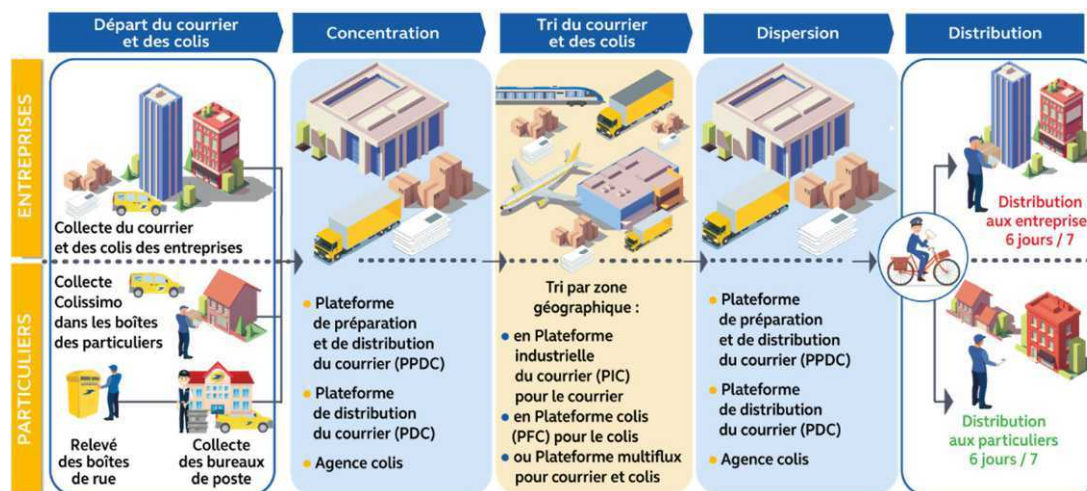 Départ du courrier
et des colis
Concentration
Tri du courrier
et des colis
Dispersion
Distribution
ENTREPRISES
Collecte du courrier
et des colis des entreprises
Distribution
aux entreprise
6 jours / 7
PARTICULIERS
Collecte
Colissimo
dans les boîtes
des particuliers
Relevé
des boîtes
de rue
Collecte
des bureaux
de poste
Plateforme
de préparation
et de distribution
du courrier (PPDC)
Plateforme
de distribution
du courrier (PDC)
Agence colis
Tri par zone
géographique :
en Plateforme
industrielle
du courrier (PIC)
pour le courrier
en Plateforme colis
(PFC) pour le colis
ou Plateforme multiflux
pour courrier et colis
Plateforme
de préparation
et de distribution
du courrier (PPDC)
Plateforme
de distribution
du courrier (PDC)
Agence colis
Distribution
aux particuliers
6 jours / 7